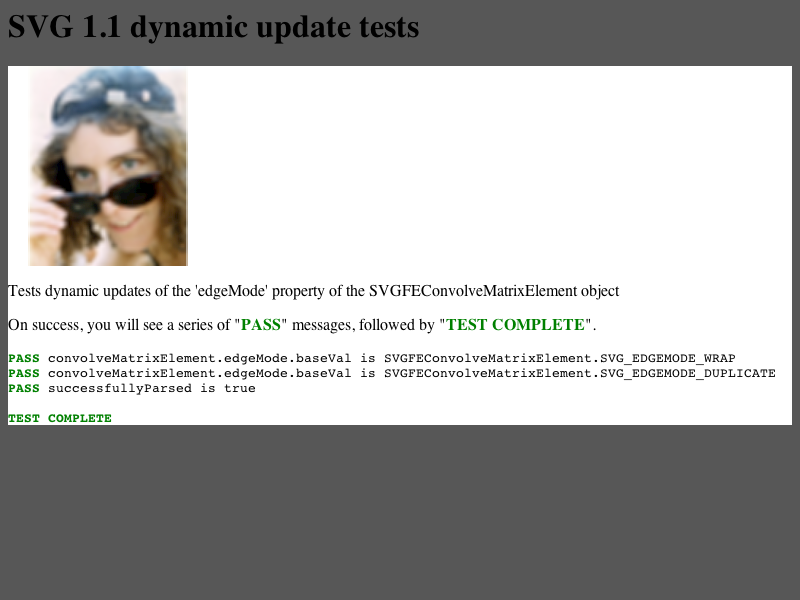 SVG 1.1 dynamic update tests
Tests dynamic updates of the 'edgeMode' property of the SVGFEConvolveMatrixElement object
On success, you will see a series of "PASS" messages, followed by "TEST COMPLETE".
PASS convolveMatrixElement.edgeMode.baseVal is SVGFEConvolveMatrixElement.SVG_EDGEMODE_WRAP
PASS convolveMatrixElement.edgeMode.baseVal is SVGFEConvolveMatrixElement.SVG_EDGEMODE_DUPLICATE
PASS successfullyParsed is true
TEST COMPLETE